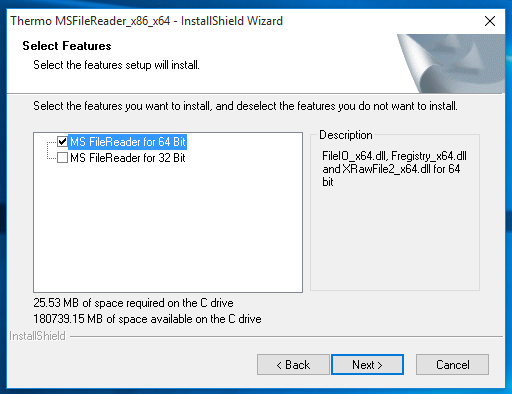 Thermo MSFileReader_x86_x64 - InstallShield Wizard
Select Features
Select the features setup will install.
Select the features you want to install, and deselect the features you do not want to install.
MS FileReader for 64 Bit
MS FileReader for 32 Bit
Description
FileIO_x64.dll, Fregistry_x64.dll
and XRawFile2_x64.dll for 64
bit
25.53 MB of space required on the C drive
180739.15 MB of space available on the C drive
InstallShield
< Back
Next >
Cancel